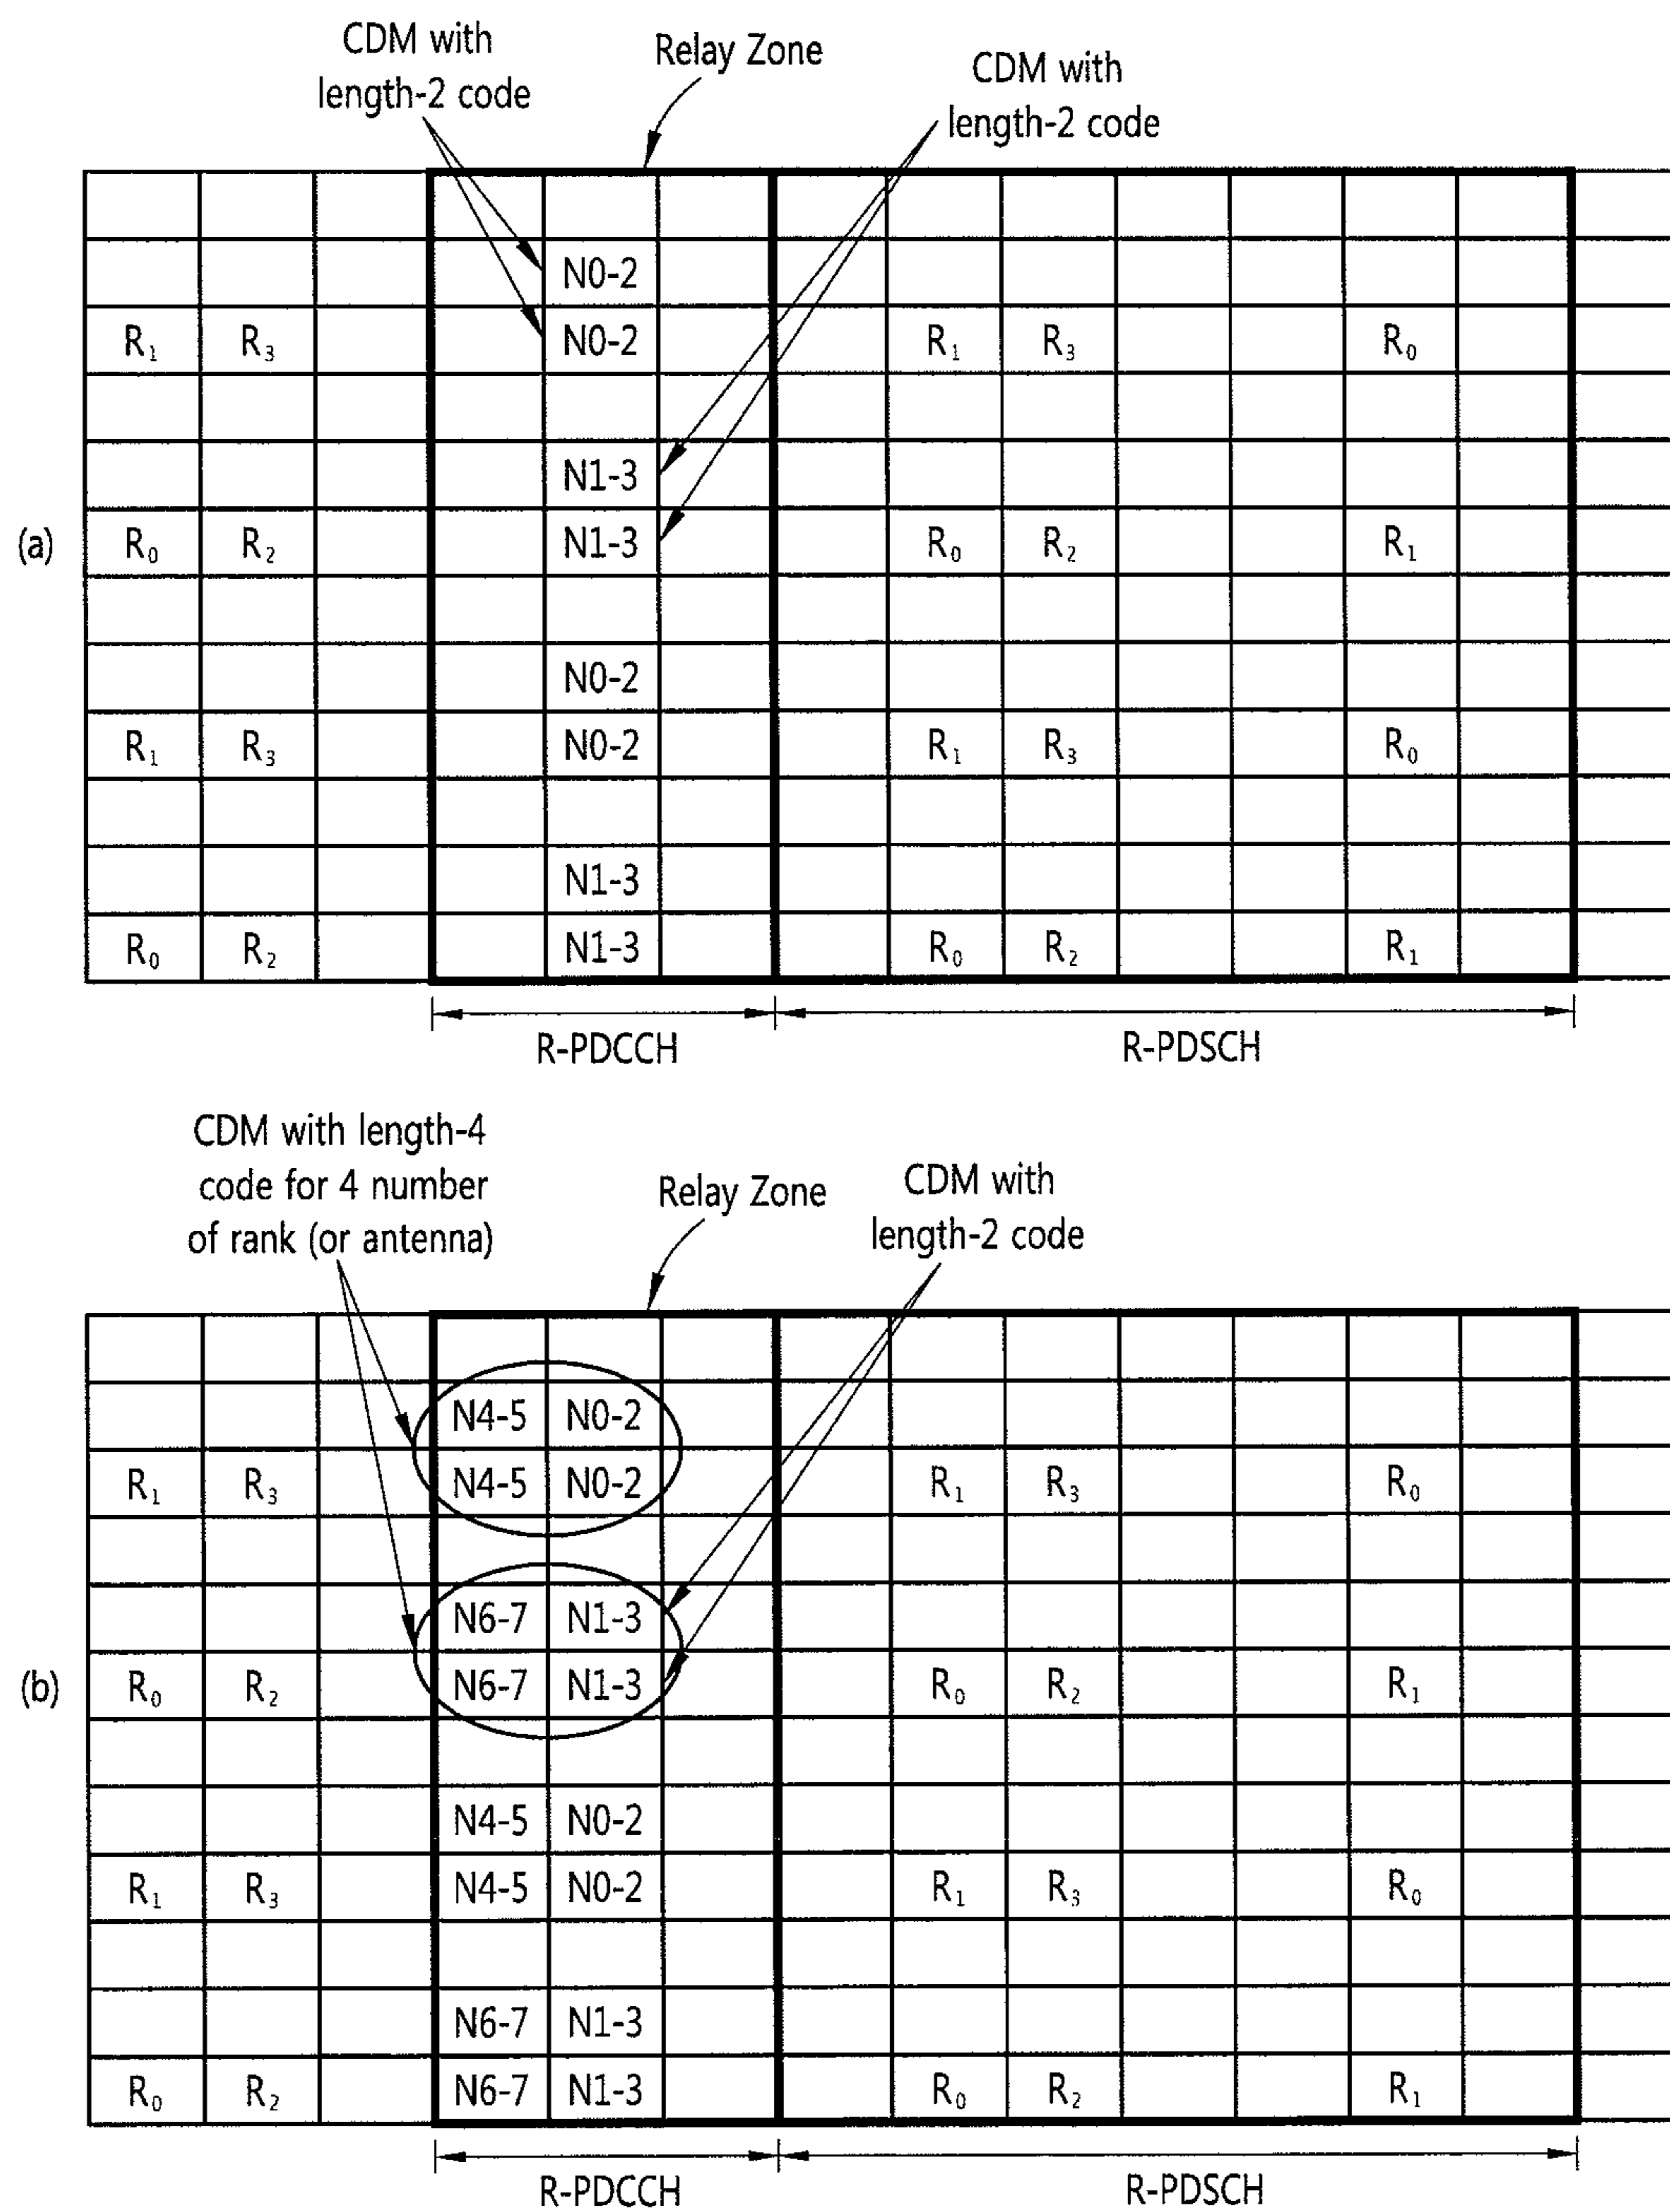 CDM with
length-2 code
Relay Zone
CDM with
length-2 code
N0-2
R₁ R₃ N0-2 R₁ R₃ R₀
N1-3
(a) R₀ R₂ N1-3 R₀ R₂ R₁
N0-2
R₁ R₃ N0-2 R₁ R₃ R₀
N1-3
R₀ R₂ N1-3 R₀ R₂ R₁
R-PDCCH R-PDSCH
CDM with length-4
code for 4 number
of rank (or antenna)
Relay Zone
CDM with
length-2 code
N4-5 N0-2
R₁ R₃ N4-5 N0-2 R₁ R₃ R₀
N6-7 N1-3
(b) R₀ R₂ N6-7 N1-3 R₀ R₂ R₁
N4-5 N0-2
R₁ R₃ N4-5 N0-2 R₁ R₃ R₀
N6-7 N1-3
R₀ R₂ N6-7 N1-3 R₀ R₂ R₁
R-PDCCH R-PDSCH